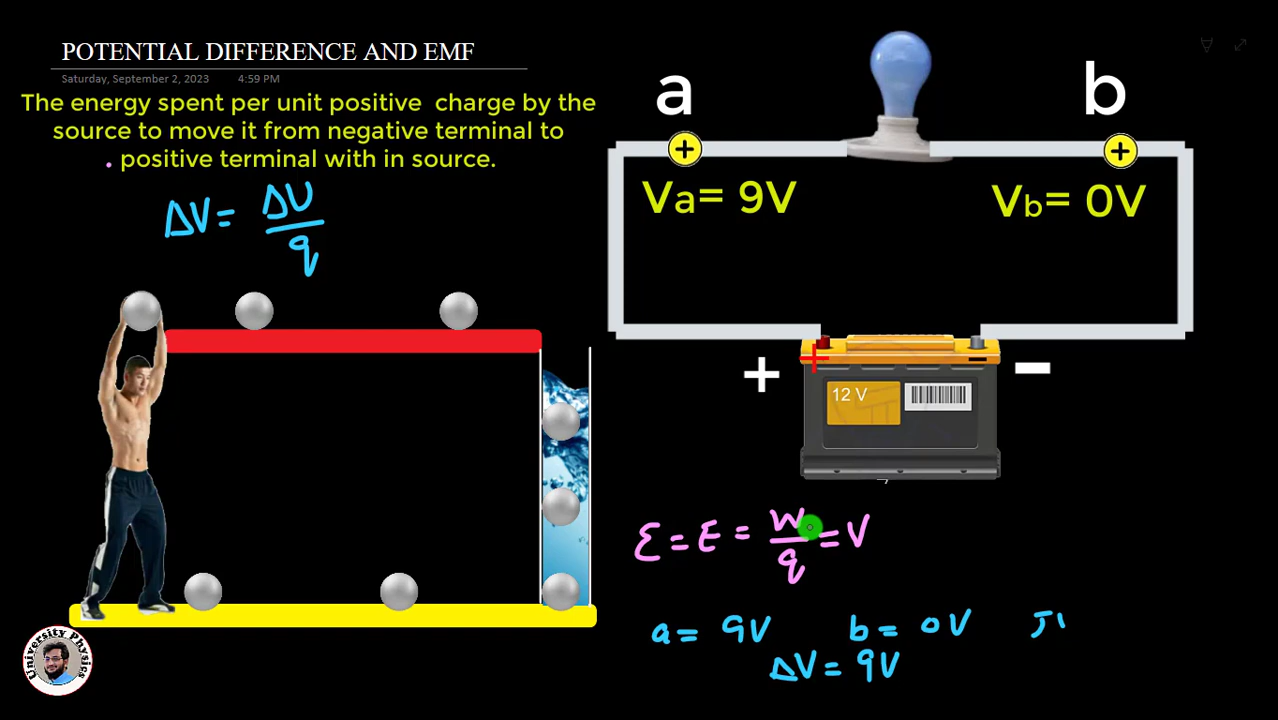 POTENTIAL DIFFERENCE AND EMF
Saturday, September 2, 2023 4:59 PM
The energy spent per unit positive charge by the
source to move it from negative terminal to
positive terminal with in source.
ΔV = ΔU / q
a b
+ +
Va= 9V Vb= 0V
+ −
+ −
12 V
ε = E = W / q = V
a = 9V b = 0V
ΔV = 9V
University Physics